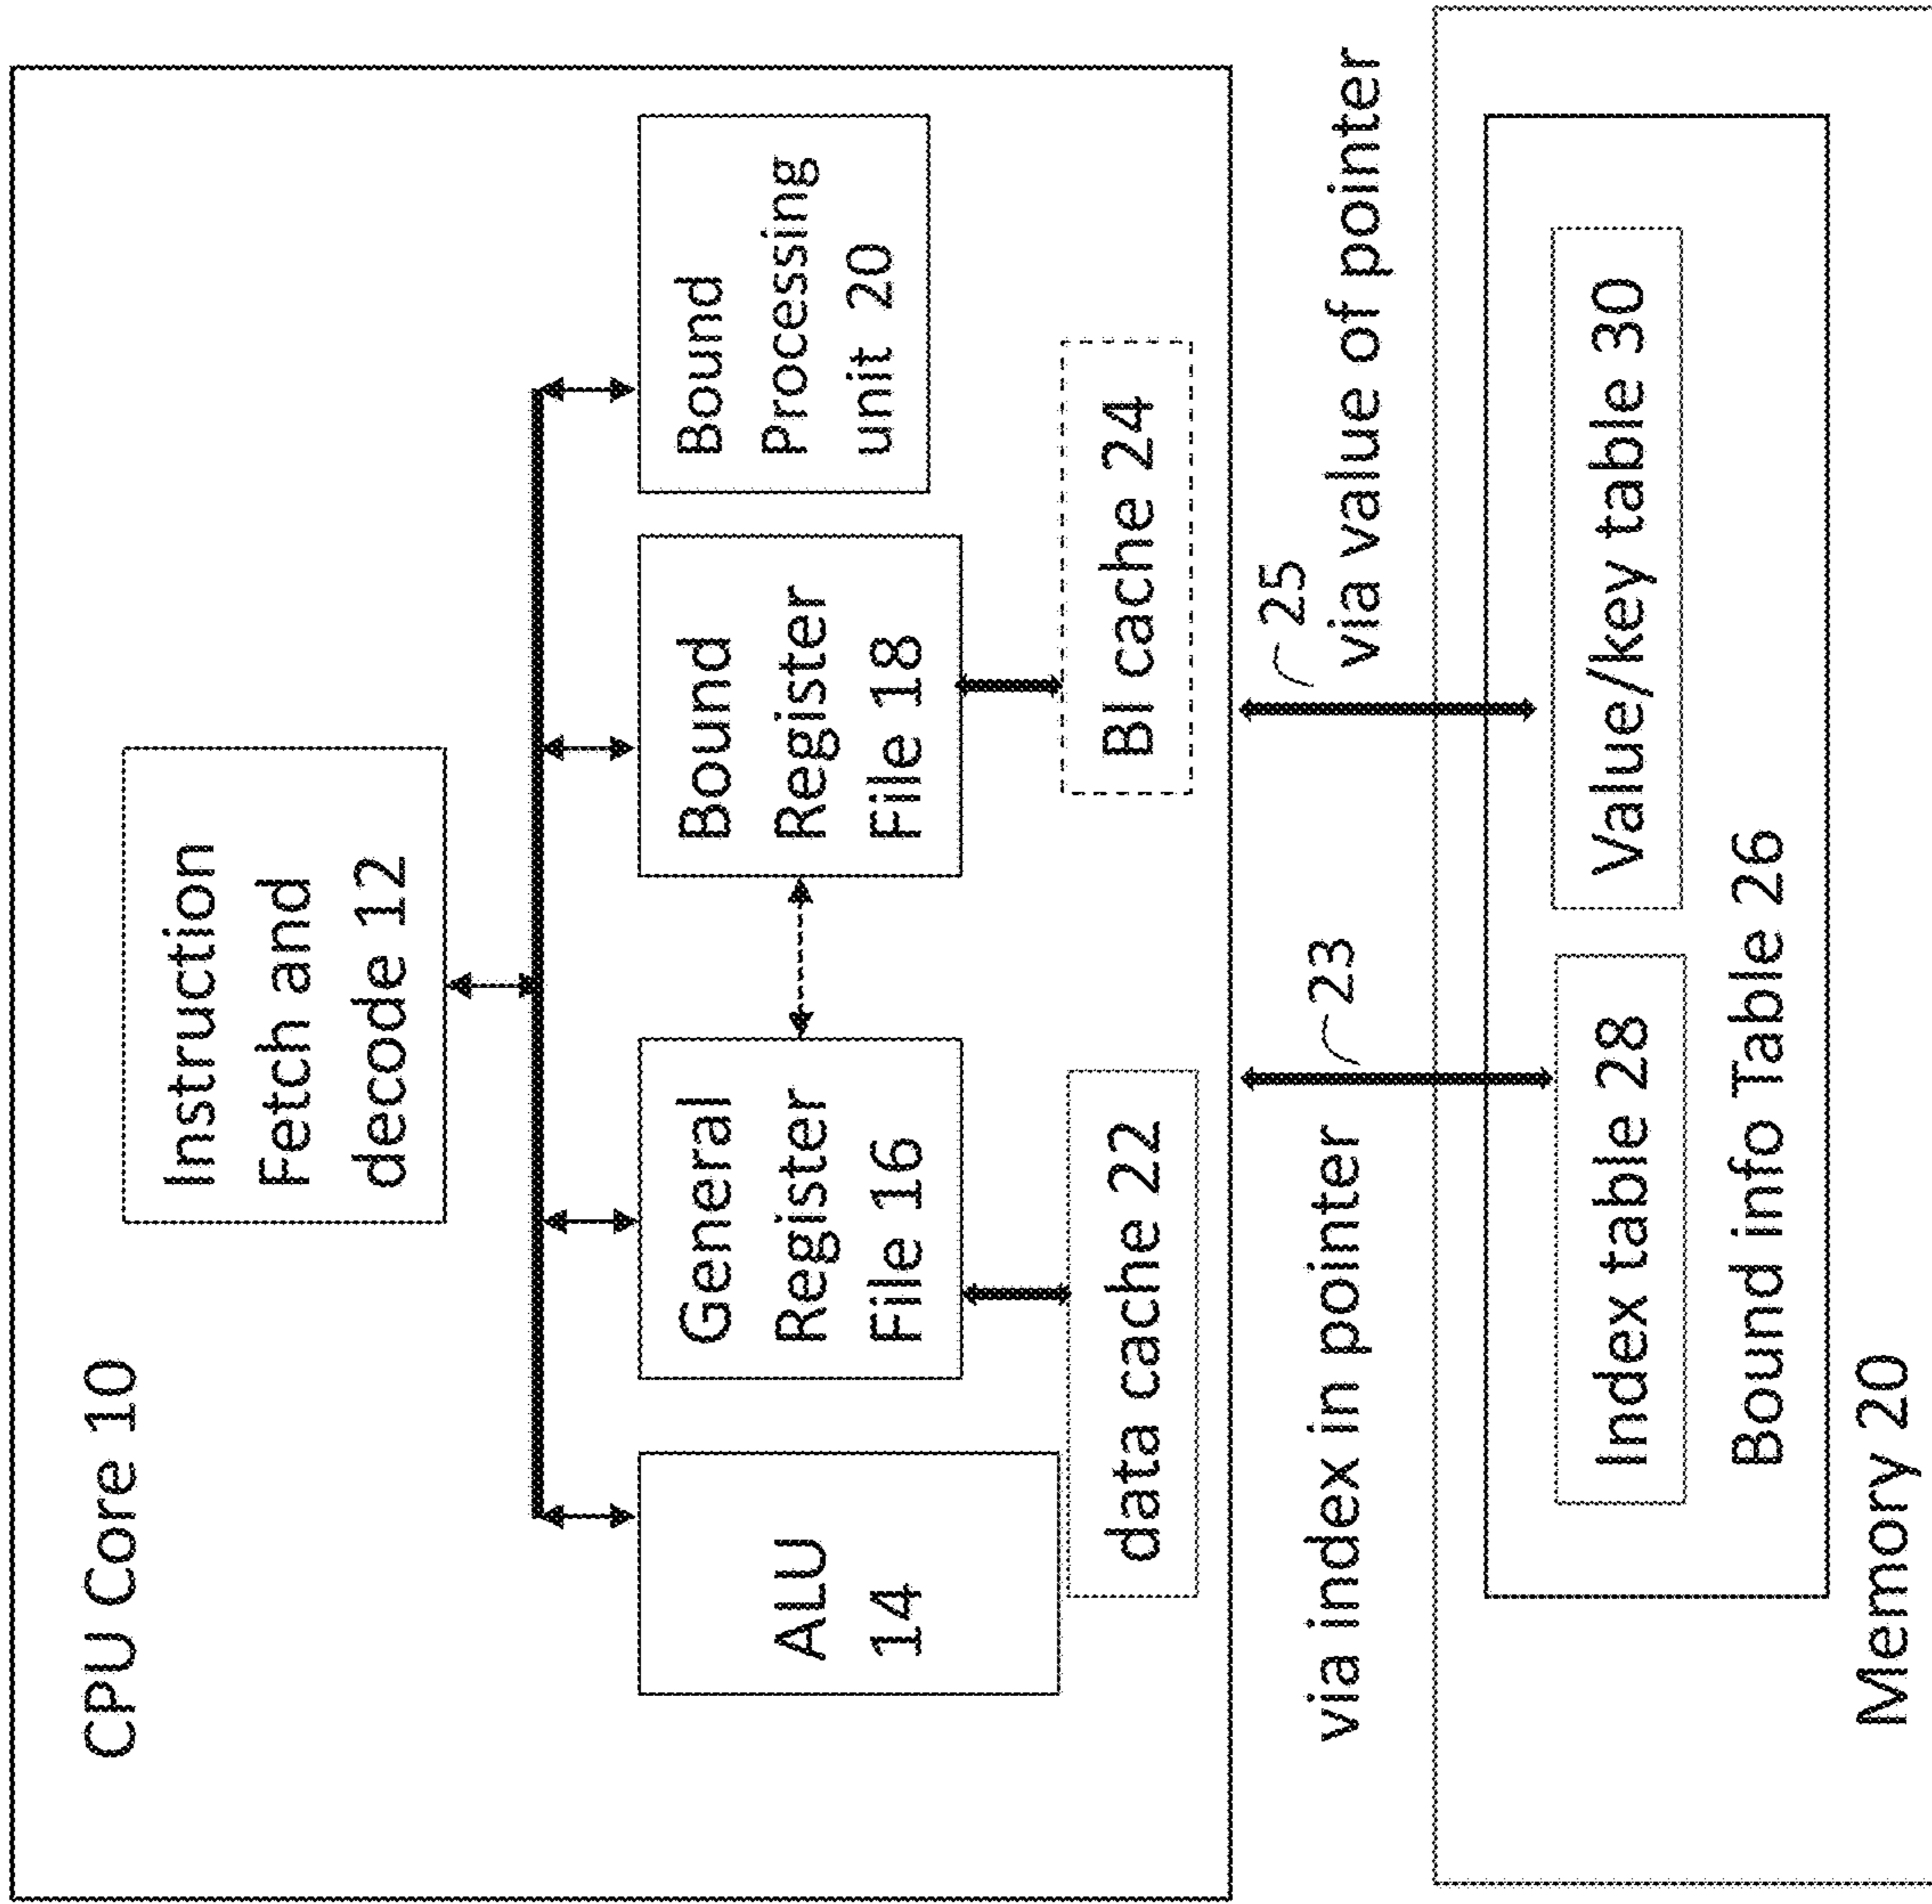 CPU Core 10
Instruction
Fetch and
decode 12
ALU
14
General
Register
File 16
Bound
Register
File 18
Bound
Processing
unit 20
data cache 22
BI cache 24
via index in pointer
23
25
via value of pointer
Index table 28
Value/key table 30
Bound info Table 26
Memory 20